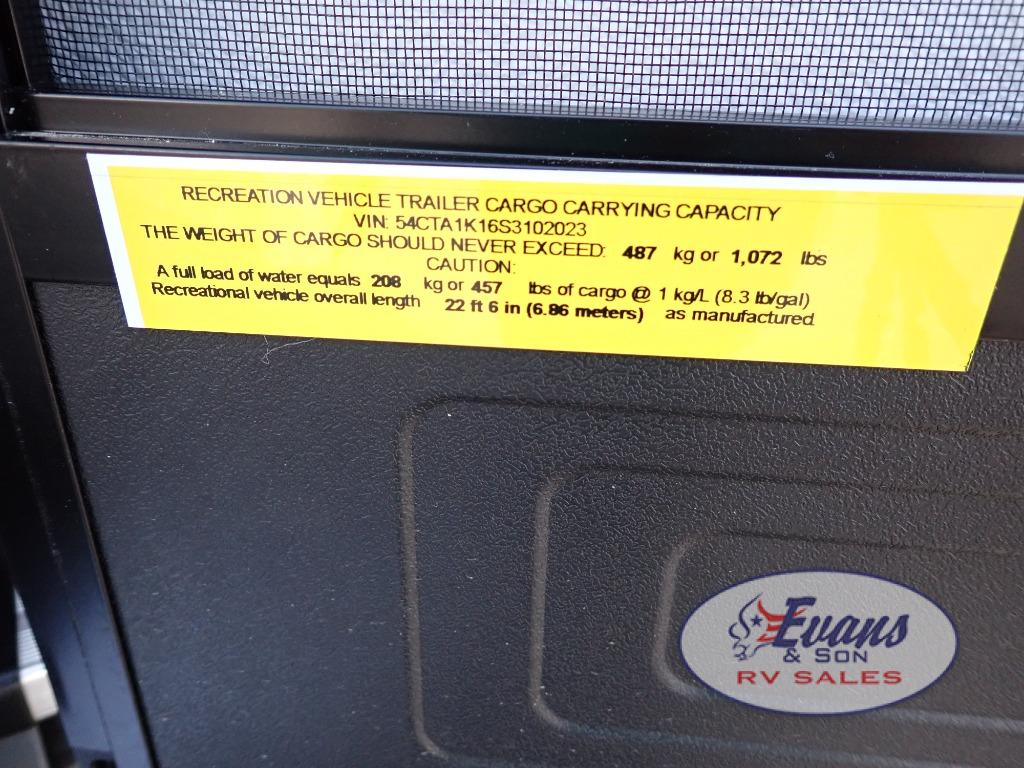 RECREATION VEHICLE TRAILER CARGO CARRYING CAPACITY
VIN: 54CTA1K16S3102023
THE WEIGHT OF CARGO SHOULD NEVER EXCEED: 487 kg or 1,072 lbs
CAUTION:
A full load of water equals 208 kg or 457 lbs of cargo @ 1 kg/L (8.3 lb/gal)
Recreational vehicle overall length 22 ft 6 in (6.86 meters) as manufactured.
Evans
& SON
RV SALES